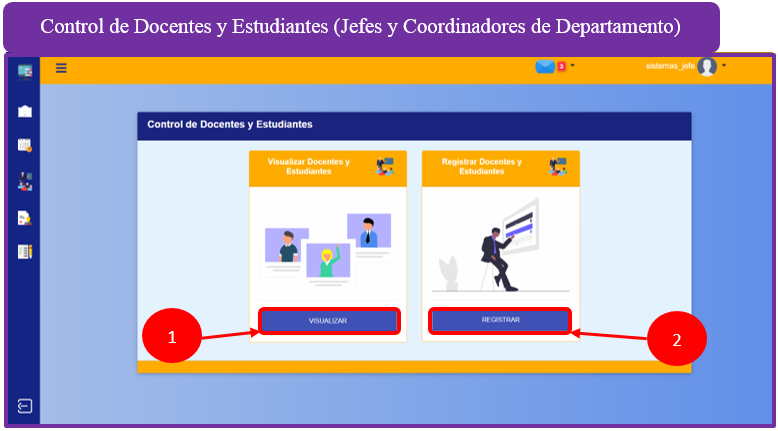 Control de Docentes y Estudiantes (Jefes y Coordinadores de Departamento)
3
sistemas_jefe
Control de Docentes y Estudiantes
Visualizar Docentes y
Estudiantes
Registrar Docentes y
Estudiantes
VISUALIZAR
REGISTRAR
1
2